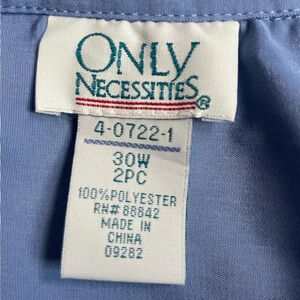 ONLY
NECESSITIES®
4-0722-1
30W
2PC
100%POLYESTER
RN# 88842
MADE IN
CHINA
09282